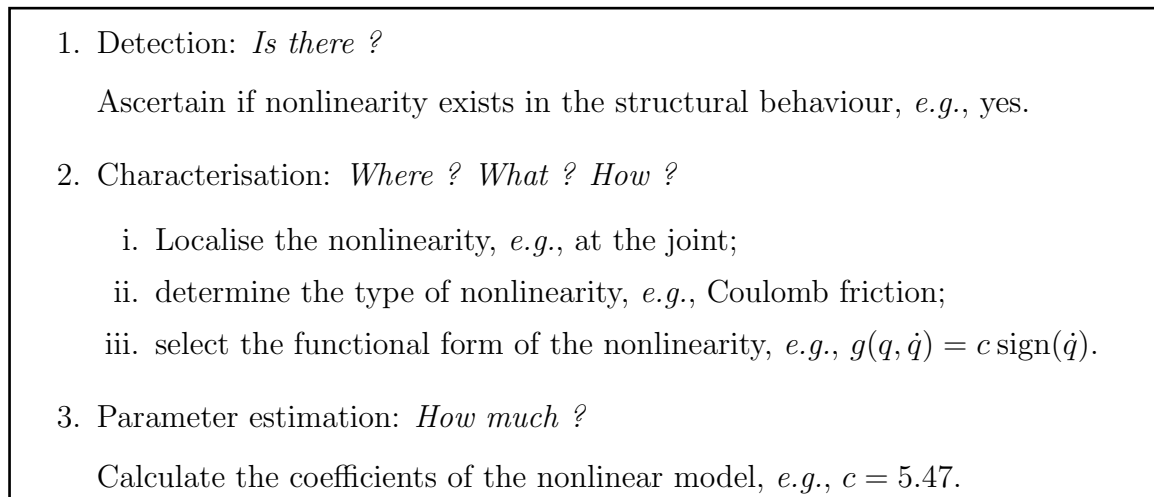 1. Detection: Is there ?
Ascertain if nonlinearity exists in the structural behaviour, e.g., yes.
2. Characterisation: Where ? What ? How ?
i. Localise the nonlinearity, e.g., at the joint;
ii. determine the type of nonlinearity, e.g., Coulomb friction;
iii. select the functional form of the nonlinearity, e.g., g(q, q̇) = c sign(q̇).
3. Parameter estimation: How much ?
Calculate the coefficients of the nonlinear model, e.g., c = 5.47.